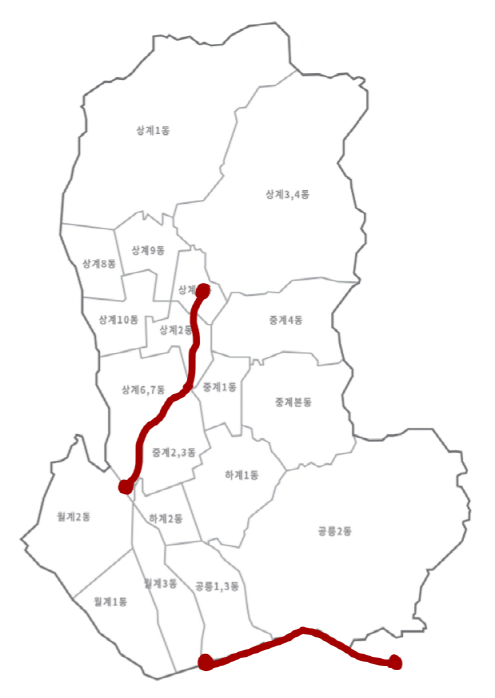 상계1동
상계3,4동
상계9동
상계8동
상계
상계10동
상계2동
중계4동
상계6,7동
중계1동
중계본동
중계2,3동
하계1동
월계2동
하계2동
공릉2동
월계3동
공릉1,3동
월계1동